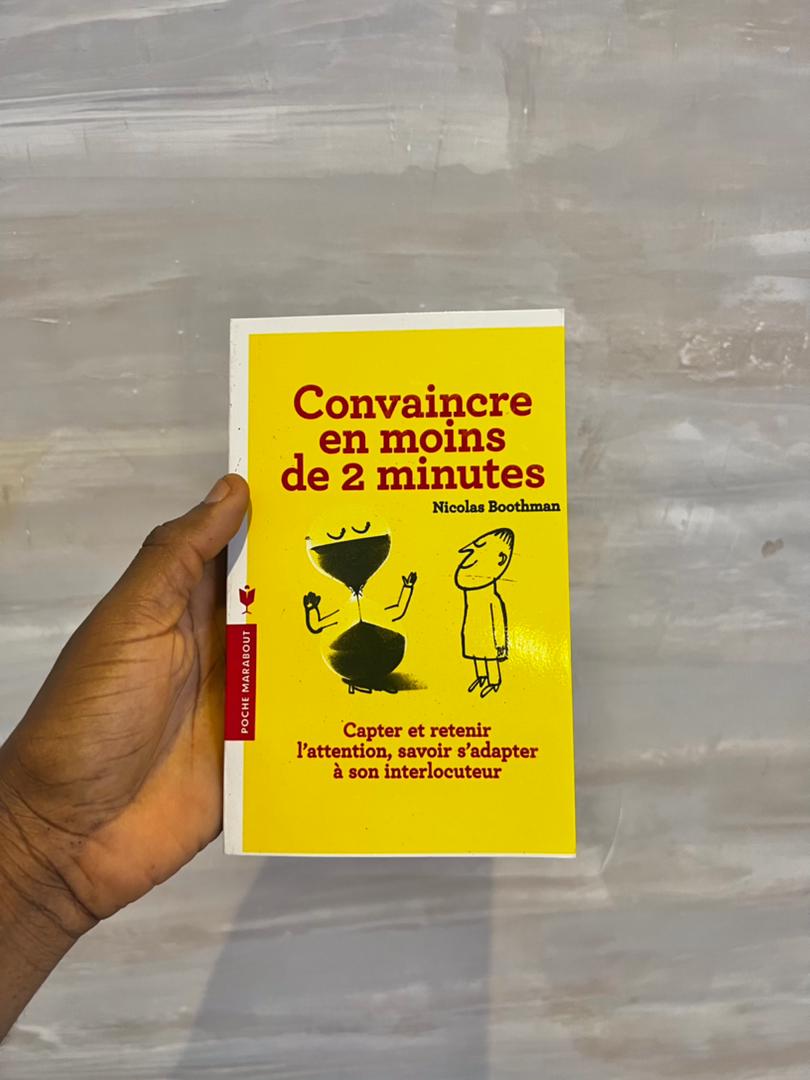 Convaincre
en moins
de 2 minutes
Nicolas Boothman
POCHE MARABOUT
Capter et retenir
l'attention, savoir s'adapter
à son interlocuteur